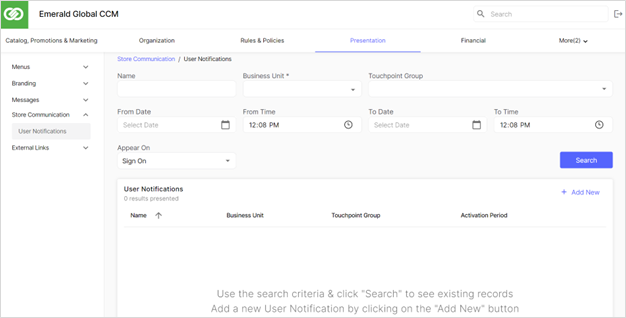 Emerald Global CCM
Search
Catalog, Promotions & Marketing Organization Rules & Policies Presentation Financial More(2)
Menus
Branding
Messages
Store Communication
User Notifications
External Links
Store Communication / User Notifications
Name Business Unit * Touchpoint Group
From Date From Time To Date To Time
Select Date 12:08 PM Select Date 12:08 PM
Appear On
Sign On
Search
User Notifications
0 results presented
+ Add New
Name Business Unit Touchpoint Group Activation Period
Use the search criteria & click "Search" to see existing records
Add a new User Notification by clicking on the "Add New" button